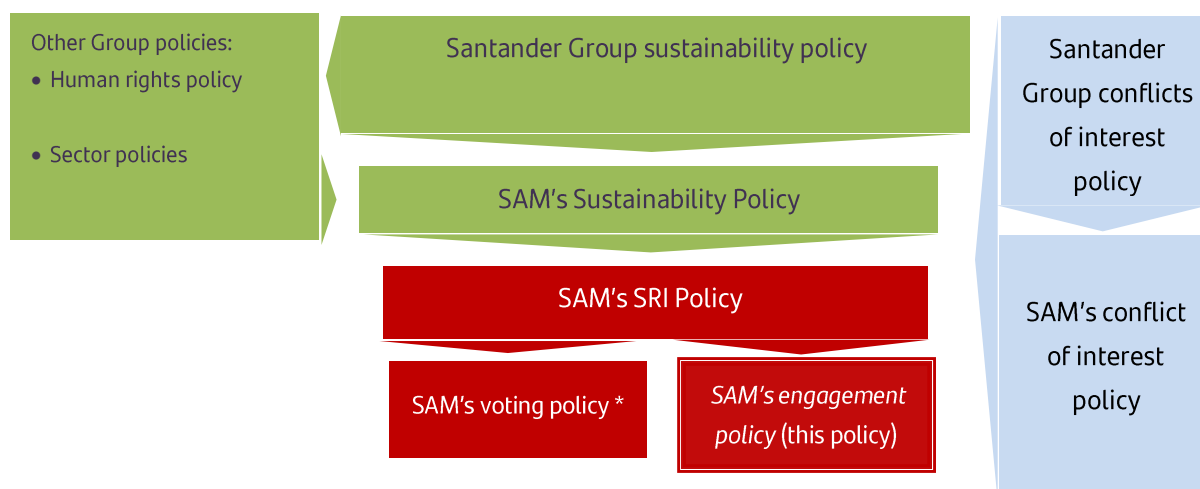 Other Group policies:
• Human rights policy
• Sector policies
Santander Group sustainability policy
SAM's Sustainability Policy
SAM's SRI Policy
SAM's voting policy *
SAM's engagement
policy (this policy)
Santander
Group conflicts
of interest
policy
SAM's conflict
of interest
policy